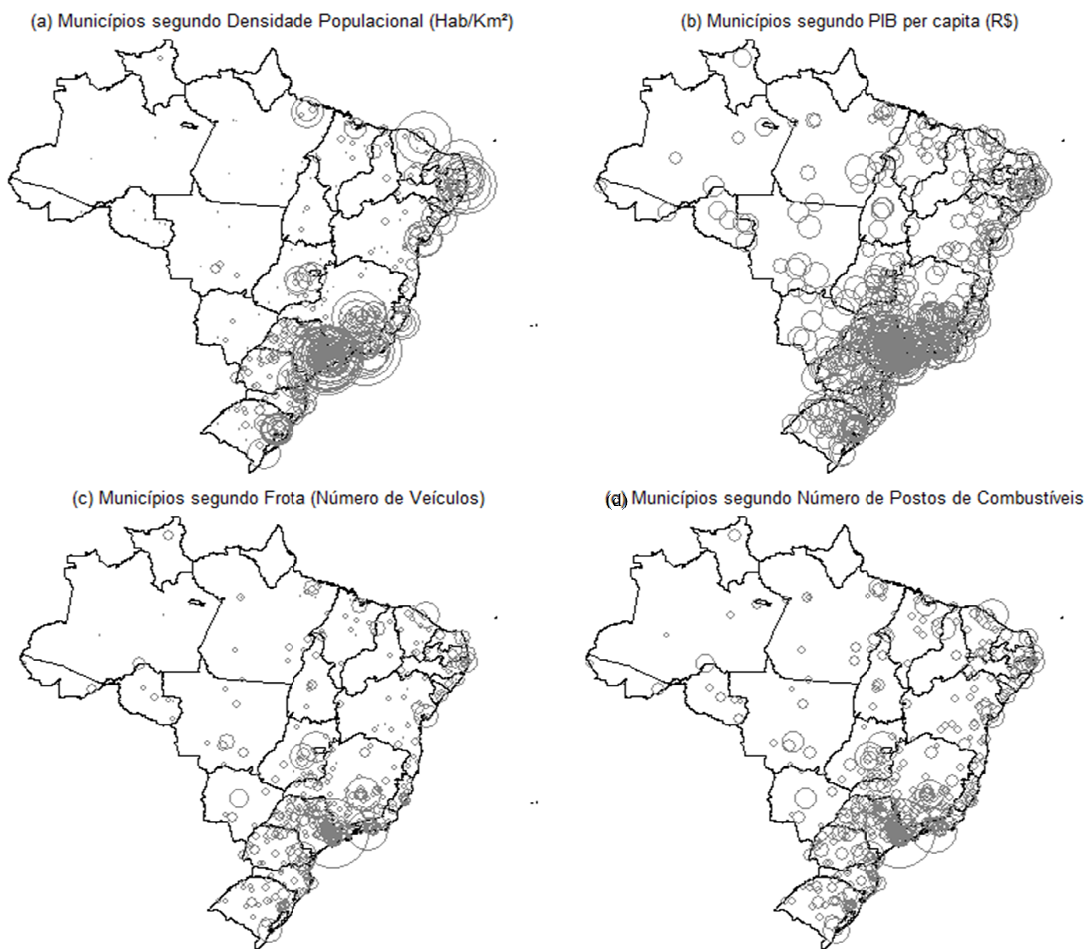 (a) Municípios segundo Densidade Populacional (Hab/Km²)
(b) Municípios segundo PIB per capita (R$)
(c) Municípios segundo Frota (Número de Veículos)
(d) Municípios segundo Número de Postos de Combustíveis